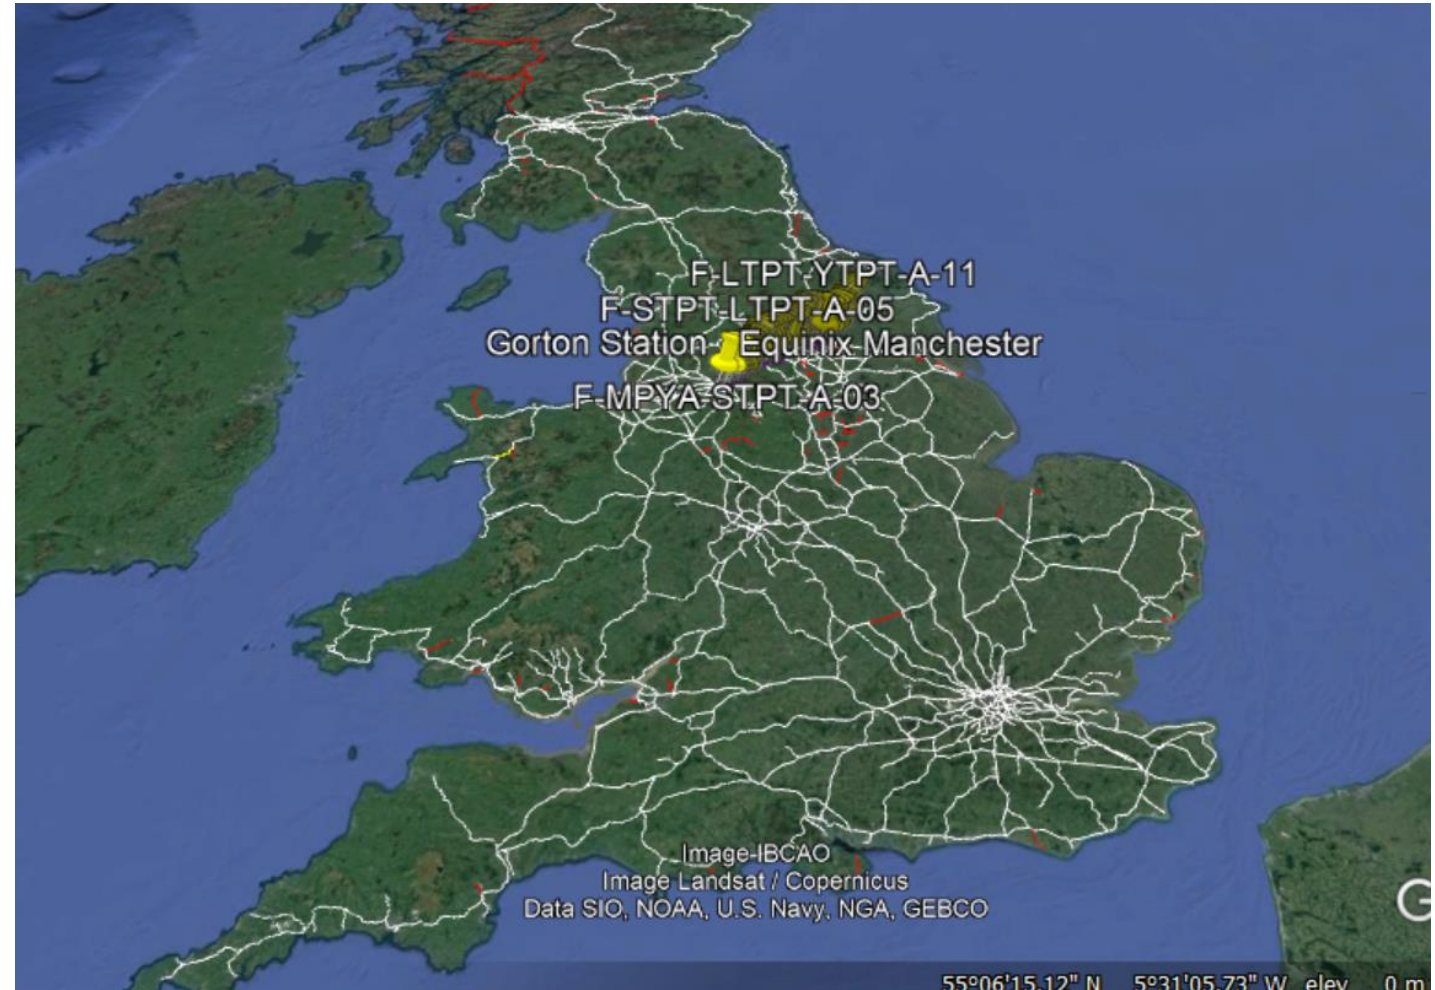 F-LTPT-YTPT-A-11
F-STPT-LTPT-A-05
Gorton Station- Equinix-Manchester
F-MPYA-STPT-A-03
Image IBCAO
Image Landsat / Copernicus
Data SIO, NOAA, U.S. Navy, NGA, GEBCO
G
55°06'15.12" N 5°31'05.73" W elev 0 m